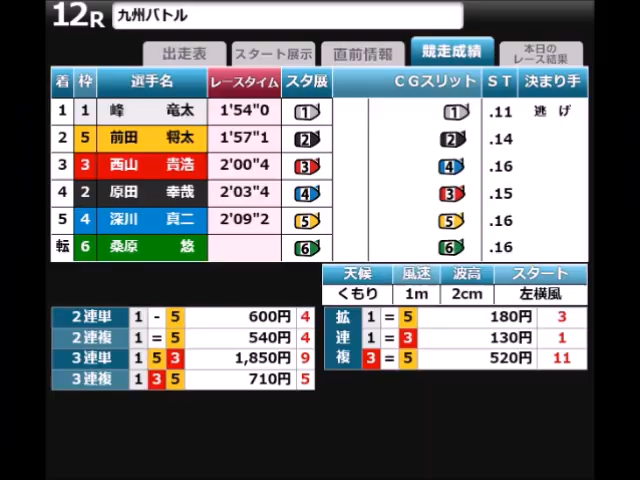 12R 九州バトル
出走表 スタート展示 直前情報 競走成績 本日のレース結果
着 枠 選手名 レースタイム スタ展 CGスリット ST 決まり手
1 1 峰 竜太 1'54"0 1 1 .11 逃げ
2 5 前田 将太 1'57"1 2 2 .14
3 3 西山 貴浩 2'00"4 3 4 .16
4 2 原田 幸哉 2'03"4 4 3 .15
5 4 深川 真二 2'09"2 5 5 .16
転 6 桑原 悠 6 6 .16
天候 風速 波高 スタート
くもり 1m 2cm 左横風
2連単 1 - 5 600円 4
2連複 1 = 5 540円 4
3連単 1 5 3 1,850円 9
3連複 1 3 5 710円 5
拡 1 = 5 180円 3
連 1 = 3 130円 1
複 3 = 5 520円 11